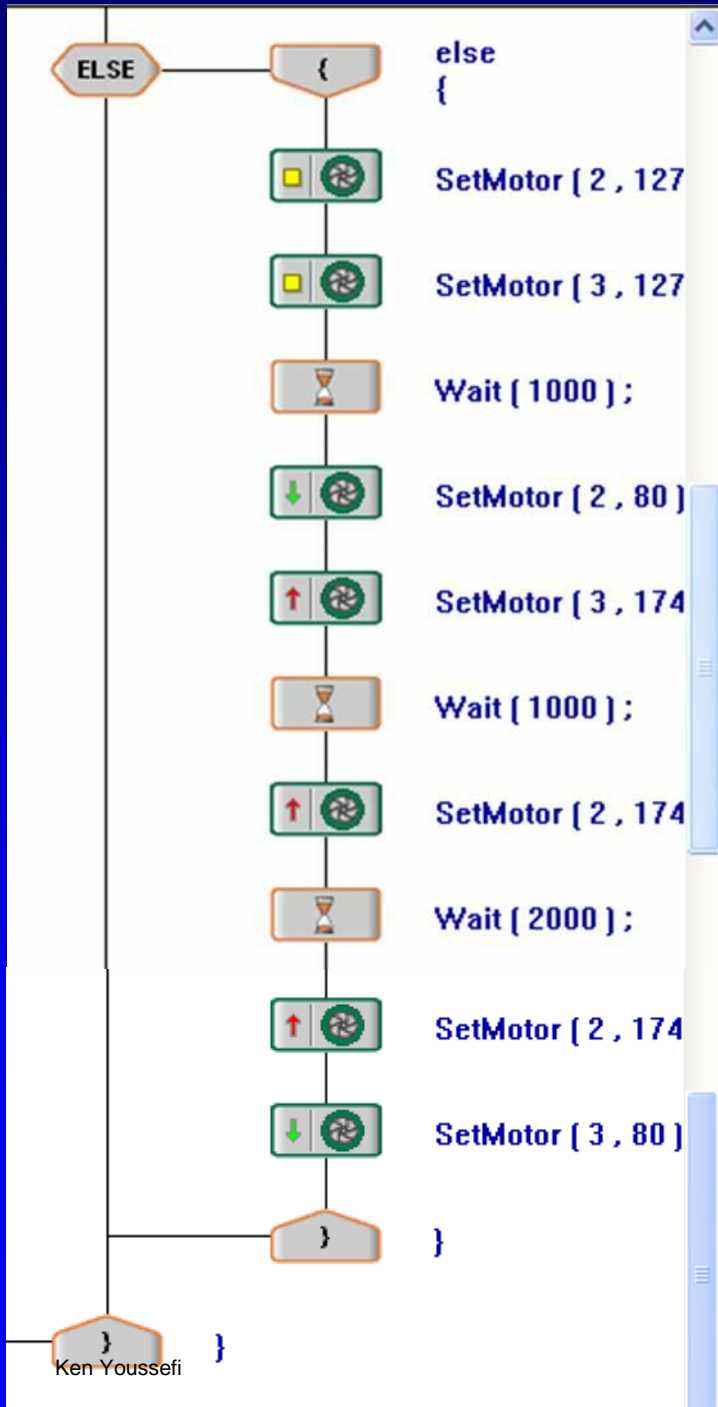 ELSE { else
{
SetMotor ( 2 , 127
SetMotor ( 3 , 127
Wait ( 1000 ) ;
SetMotor ( 2 , 80 )
SetMotor ( 3 , 174
Wait ( 1000 ) ;
SetMotor ( 2 , 174
Wait ( 2000 ) ;
SetMotor ( 2 , 174
SetMotor ( 3 , 80 )
} }
} }
Ken Youssefi